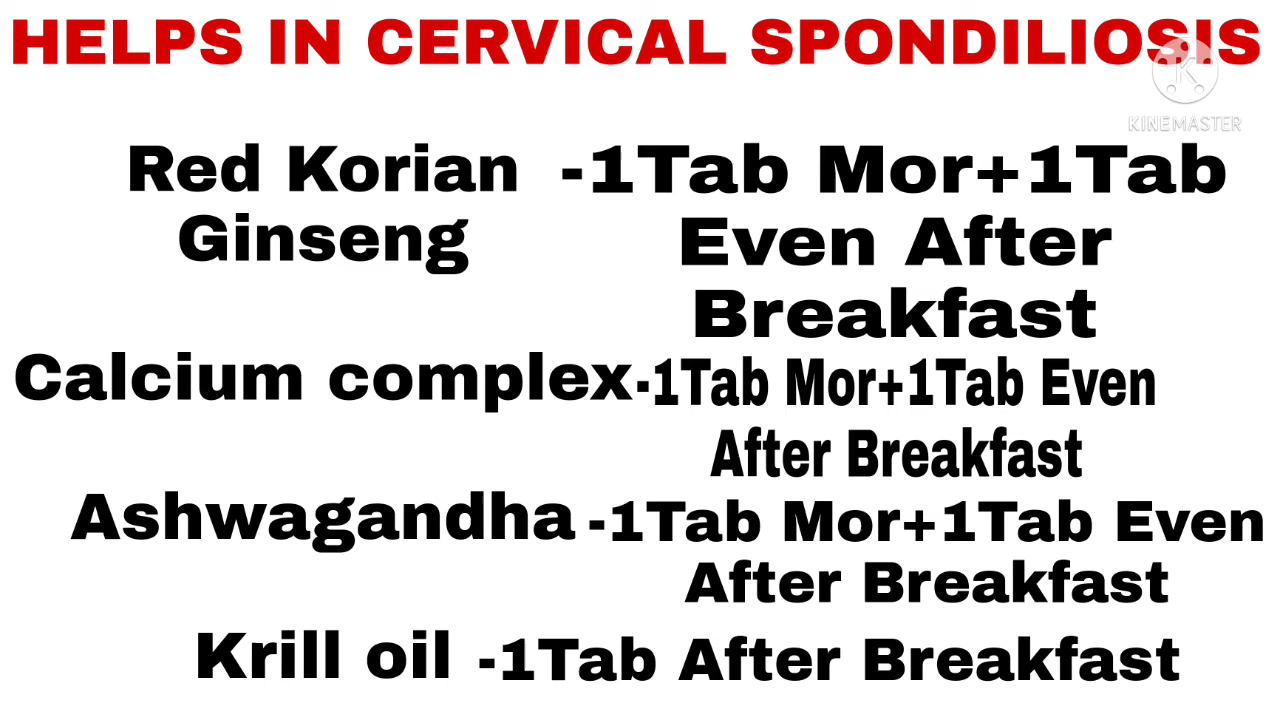 HELPS IN CERVICAL SPONDILIOSIS
KINEMASTER
Red Korian -1Tab Mor+1Tab
Ginseng Even After
Breakfast
Calcium complex-1Tab Mor+1Tab Even
After Breakfast
Ashwagandha -1Tab Mor+1Tab Even
After Breakfast
Krill oil -1Tab After Breakfast